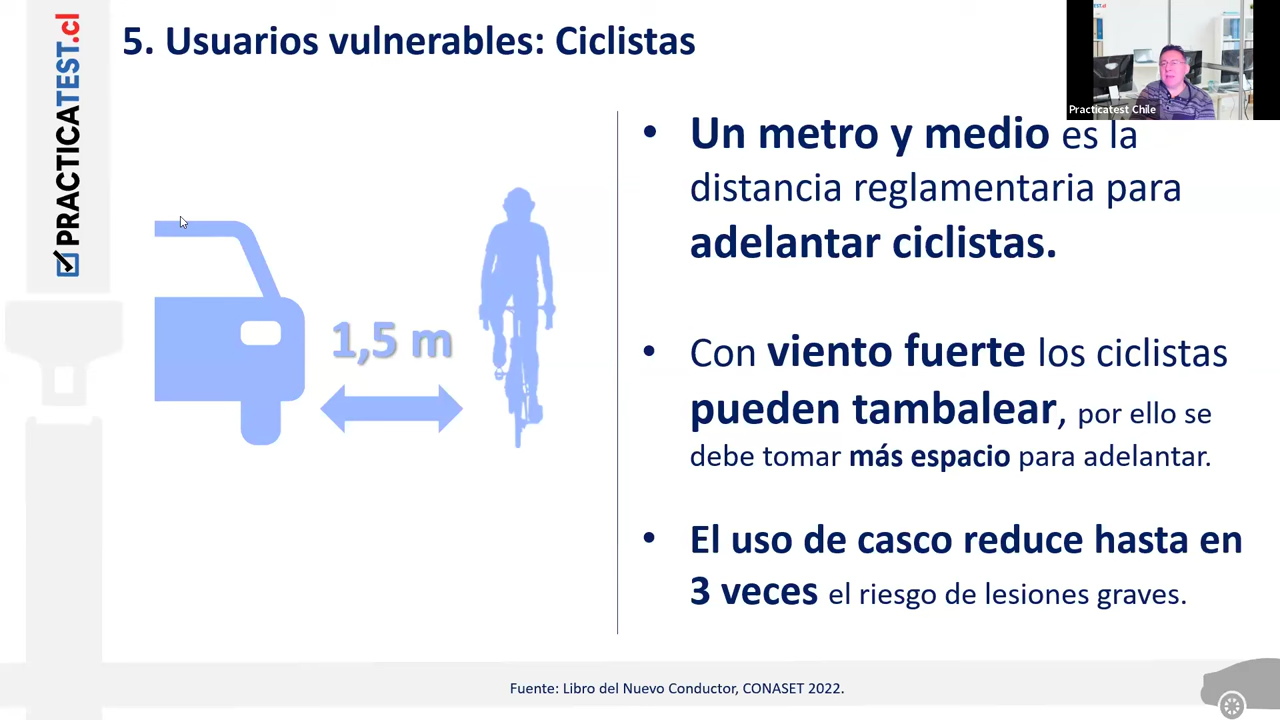 PRACTICATEST.cl
5. Usuarios vulnerables: Ciclistas
Practicatest Chile
1,5 m
• Un metro y medio es la
distancia reglamentaria para
adelantar ciclistas.
• Con viento fuerte los ciclistas
pueden tambalear, por ello se
debe tomar más espacio para adelantar.
• El uso de casco reduce hasta en
3 veces el riesgo de lesiones graves.
Fuente: Libro del Nuevo Conductor, CONASET 2022.